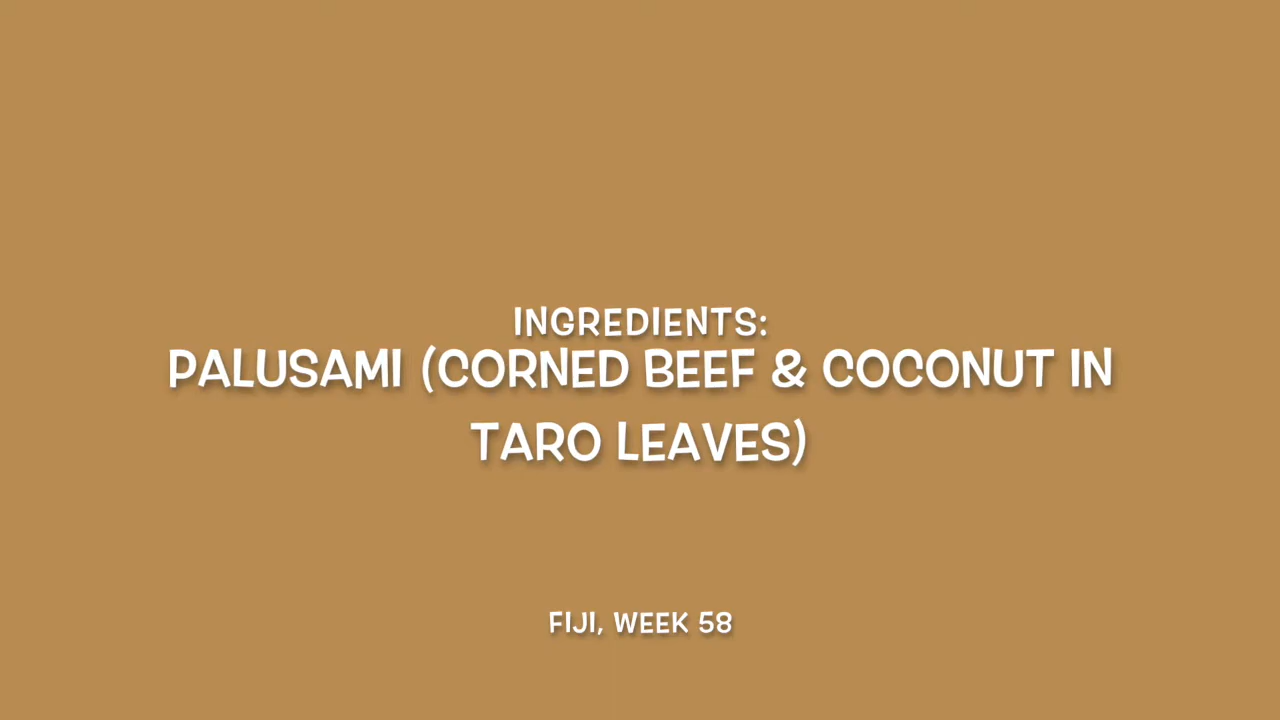 INGREDIENTS:
PALUSAMI (CORNED BEEF & COCONUT IN
TARO LEAVES)
FIJI, WEEK 58